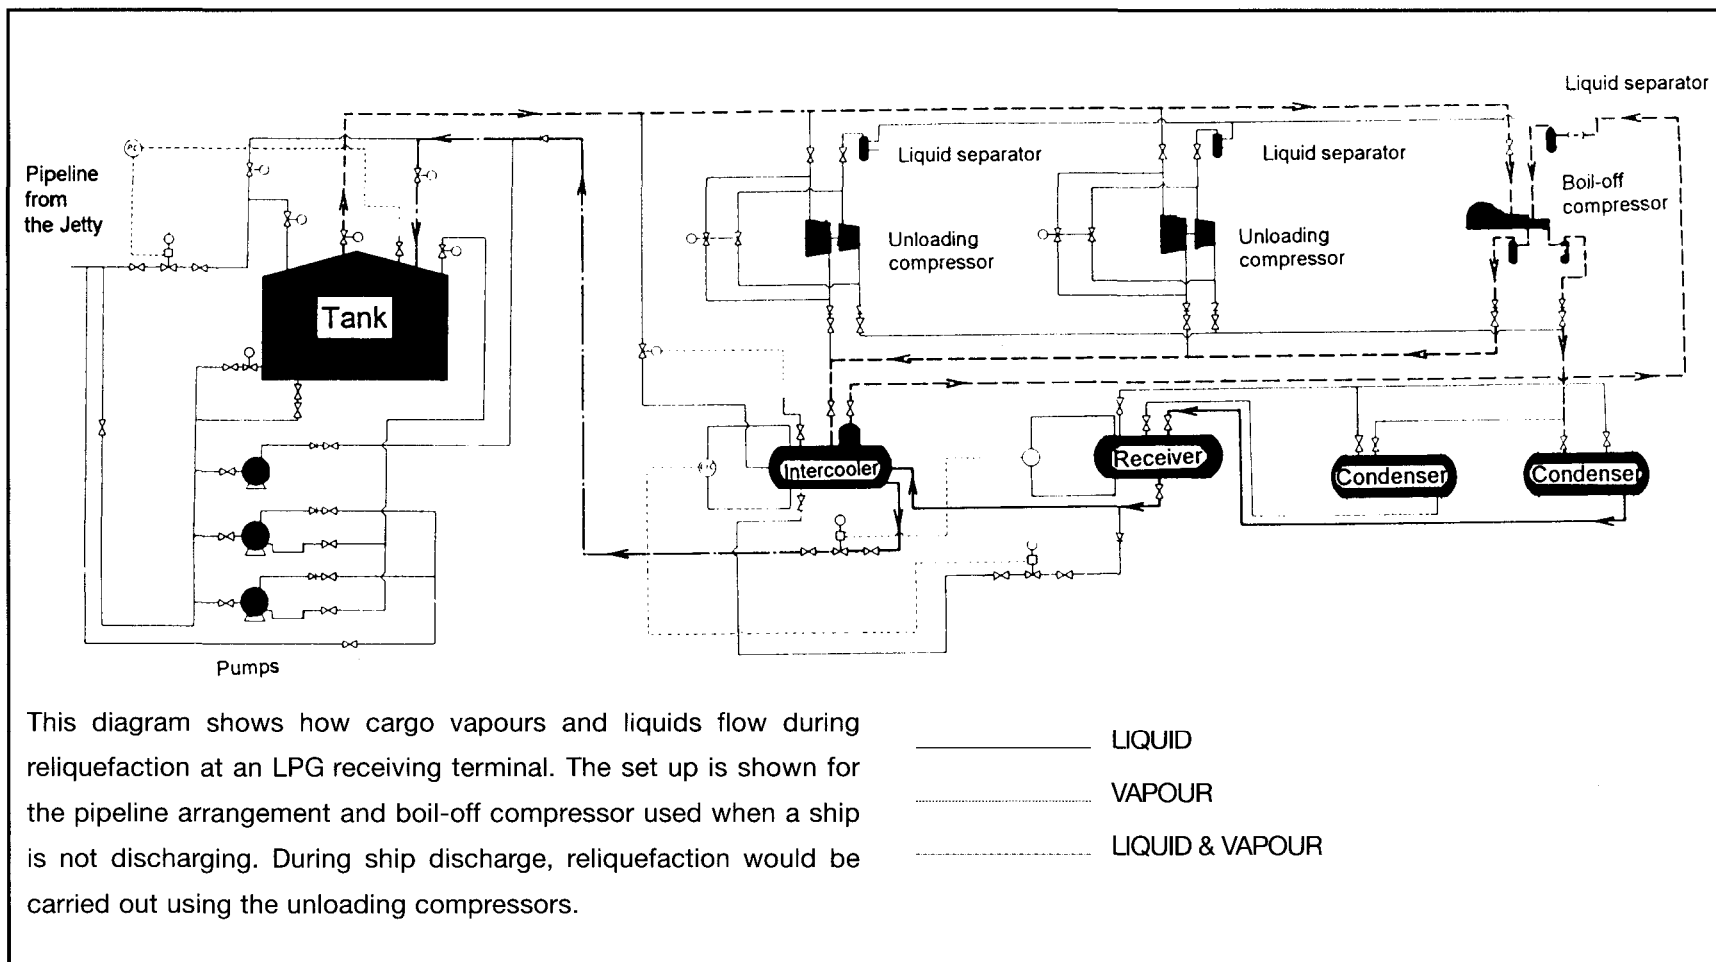 Liquid separator
Pipeline
from
the Jetty
PC
Liquid separator
Liquid separator
Boil-off
compressor
Unloading
compressor
Unloading
compressor
Tank
Intercooler
Receiver
Condenser
Condenser
Pumps
This diagram shows how cargo vapours and liquids flow during
reliquefaction at an LPG receiving terminal. The set up is shown for
the pipeline arrangement and boil-off compressor used when a ship
is not discharging. During ship discharge, reliquefaction would be
carried out using the unloading compressors.
LIQUID
VAPOUR
LIQUID & VAPOUR